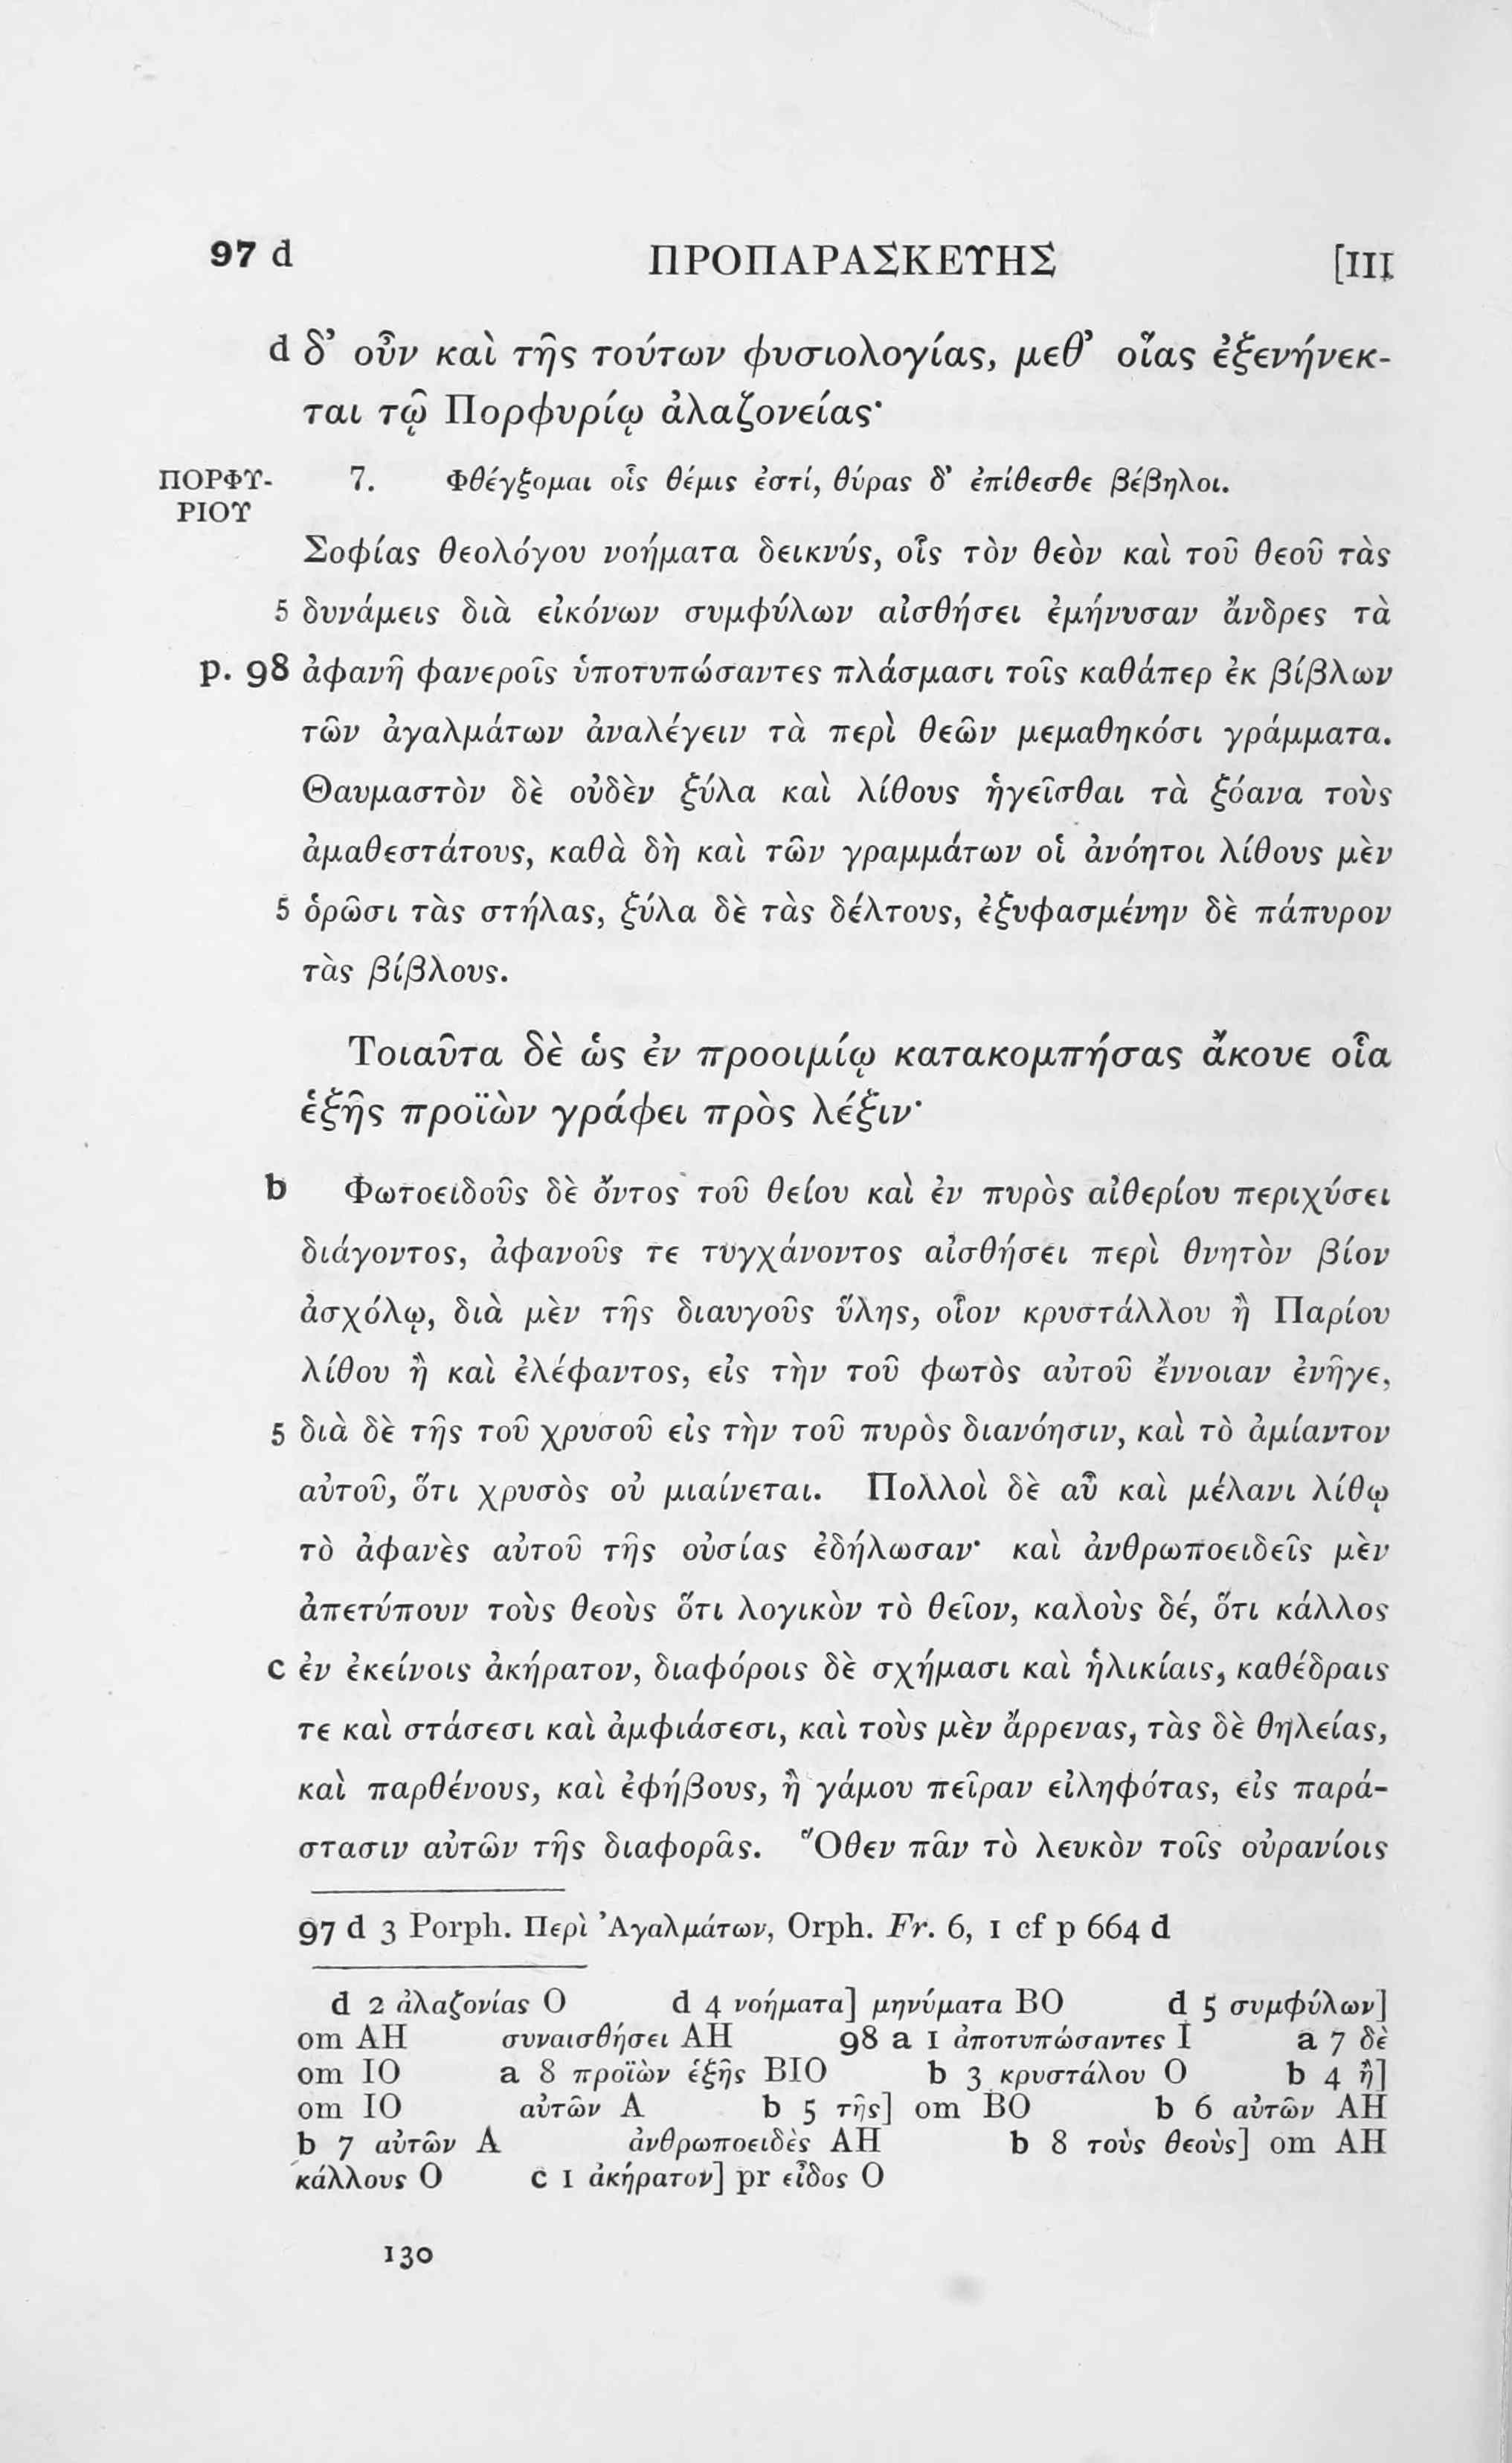 97 d ΠΡΟΠΑΡΑΣΚΕΥΗΣ [III
d δ’ οὖν καὶ τῆς τούτων φυσιολογίας, μεθ’ οἵας ἐξενήνεκ-
ται τῷ Πορφυρίῳ ἀλαζονείας·
ΠΟΡΦΥ- 7. Φθέγξομαι οἷς θέμις ἐστί, θύρας δ’ ἐπίθεσθε βέβηλοι.
ΡΙΟΥ
Σοφίας θεολόγου νοήματα δεικνύς, οἷς τὸν θεὸν καὶ τοῦ θεοῦ τὰς
5 δυνάμεις διὰ εἰκόνων συμφύλων αἰσθήσει ἐμήνυσαν ἄνδρες τὰ
p. 98 ἀφανῆ φανεροῖς ὑποτυπώσαντες πλάσμασι τοῖς καθάπερ ἐκ βίβλων
τῶν ἀγαλμάτων ἀναλέγειν τὰ περὶ θεῶν μεμαθηκόσι γράμματα.
Θαυμαστὸν δὲ οὐδὲν ξύλα καὶ λίθους ἡγεῖσθαι τὰ ξόανα τοὺς
ἀμαθεστάτους, καθὰ δὴ καὶ τῶν γραμμάτων οἱ ἀνόητοι λίθους μὲν
5 ὁρῶσι τὰς στήλας, ξύλα δὲ τὰς δέλτους, ἐξυφασμένην δὲ πάπυρον
τὰς βίβλους.
Τοιαῦτα δὲ ὡς ἐν προοιμίῳ κατακομπήσας ἄκουε οἷα
ἑξῆς προϊὼν γράφει πρὸς λέξιν·
b Φωτοειδοῦς δὲ ὄντος τοῦ θείου καὶ ἐν πυρὸς αἰθερίου περιχύσει
διάγοντος, ἀφανοῦς τε τυγχάνοντος αἰσθήσει περὶ θνητὸν βίον
ἀσχόλῳ, διὰ μὲν τῆς διαυγοῦς ὕλης, οἷον κρυστάλλου ἢ Παρίου
λίθου ἢ καὶ ἐλέφαντος, εἰς τὴν τοῦ φωτὸς αὐτοῦ ἔννοιαν ἐνῆγε,
5 διὰ δὲ τῆς τοῦ χρυσοῦ εἰς τὴν τοῦ πυρὸς διανόησιν, καὶ τὸ ἀμίαντον
αὐτοῦ, ὅτι χρυσὸς οὐ μιαίνεται. Πολλοὶ δὲ αὖ καὶ μέλανι λίθῳ
τὸ ἀφανὲς αὐτοῦ τῆς οὐσίας ἐδήλωσαν· καὶ ἀνθρωποειδεῖς μὲν
ἀπετύπουν τοὺς θεοὺς ὅτι λογικὸν τὸ θεῖον, καλοὺς δέ, ὅτι κάλλος
c ἐν ἐκείνοις ἀκήρατον, διαφόροις δὲ σχήμασι καὶ ἡλικίαις, καθέδραις
τε καὶ στάσεσι καὶ ἀμφιάσεσι, καὶ τοὺς μὲν ἄρρενας, τὰς δὲ θηλείας,
καὶ παρθένους, καὶ ἐφήβους, ἢ γάμου πεῖραν εἰληφότας, εἰς παρά-
στασιν αὐτῶν τῆς διαφορᾶς. Ὅθεν πᾶν τὸ λευκὸν τοῖς οὐρανίοις
97 d 3 Porph. Περὶ Ἀγαλμάτων, Orph. Fr. 6, 1 cf p 664 d
d 2 ἀλαζονίας O d 4 νοήματα] μηνύματα BO d 5 συμφύλων]
om AH συναισθήσει AH 98 a 1 ἀποτυπώσαντες I a 7 δὲ
om IO a 8 προϊὼν ἑξῆς BIO b 3 κρυστάλου O b 4 ἢ]
om IO αὐτῶν A b 5 τῆς] om BO b 6 αὐτῶν AH
b 7 αὐτῶν A ἀνθρωποειδὲς AH b 8 τοὺς θεοὺς] om AH
κάλλους O c 1 ἀκήρατον] pr εἶδος O
130